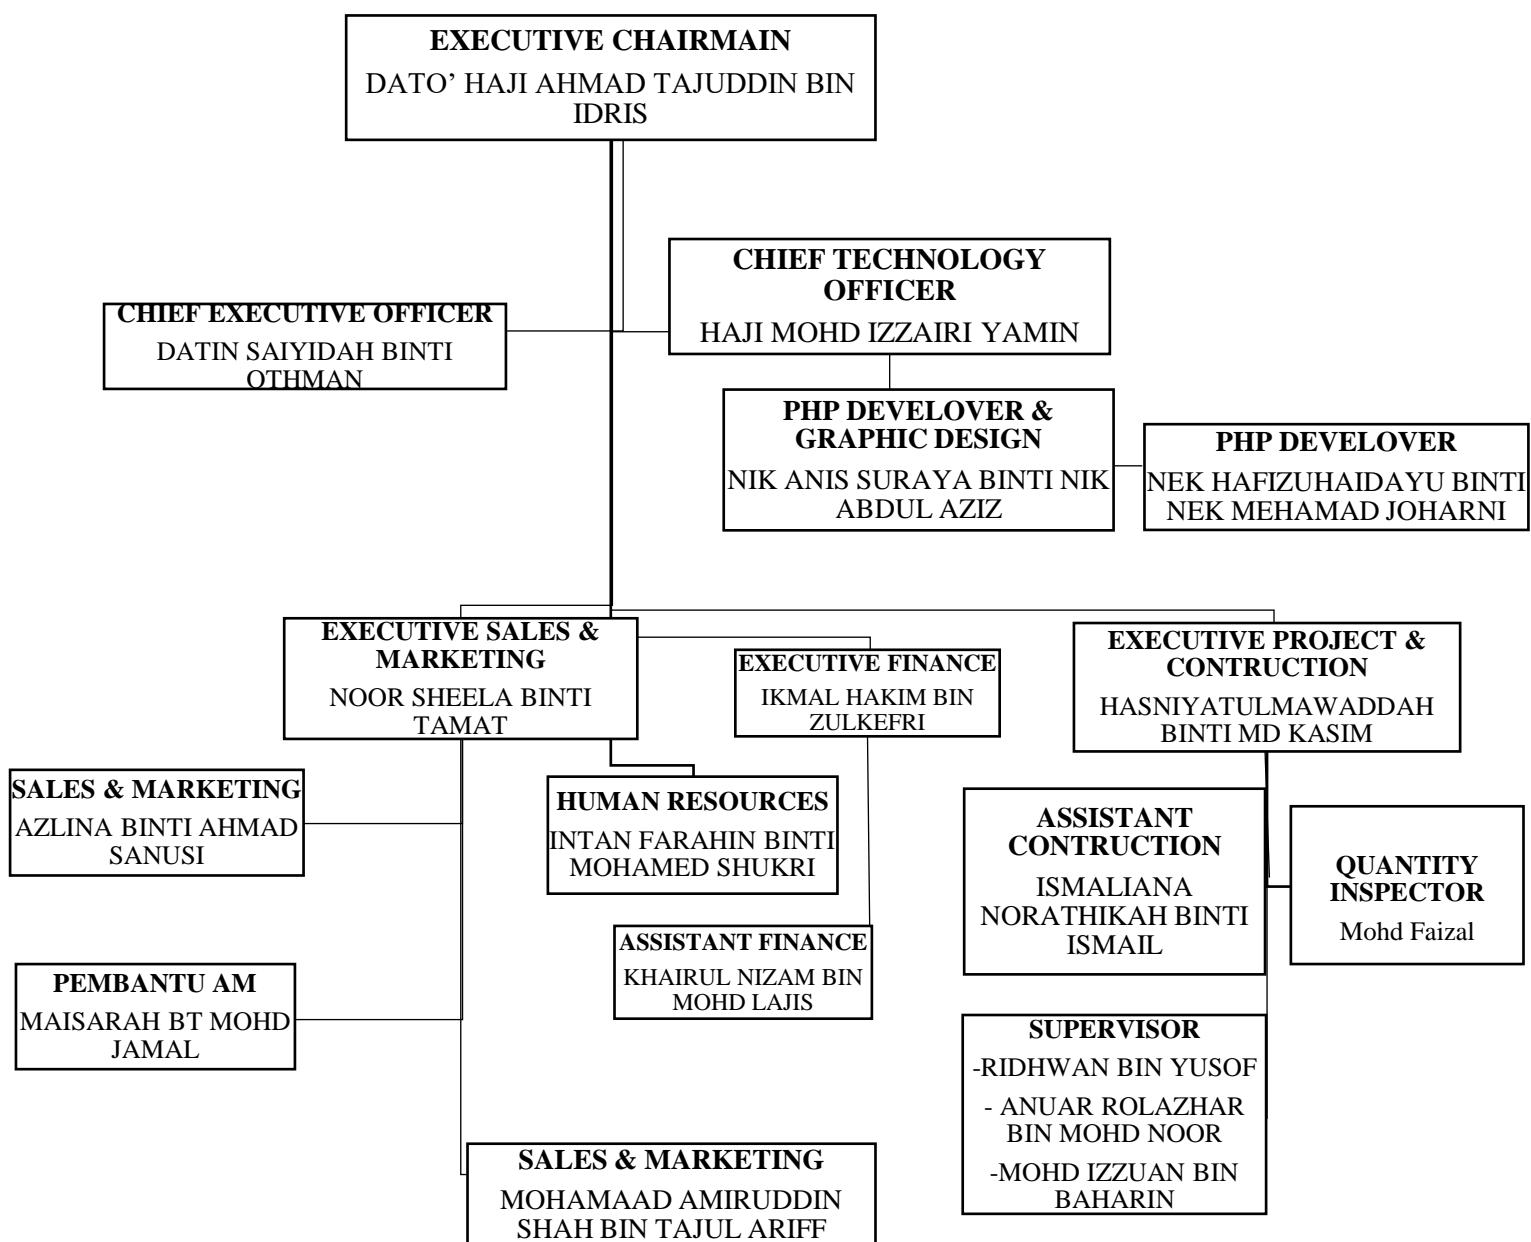 EXECUTIVE CHAIRMAIN
DATO’ HAJI AHMAD TAJUDDIN BIN
IDRIS
CHIEF TECHNOLOGY
OFFICER
HAJI MOHD IZZAIRI YAMIN
CHIEF EXECUTIVE OFFICER
DATIN SAIYIDAH BINTI
OTHMAN
PHP DEVELOVER &
GRAPHIC DESIGN
NIK ANIS SURAYA BINTI NIK
ABDUL AZIZ
PHP DEVELOVER
NEK HAFIZUHAIDAYU BINTI
NEK MEHAMAD JOHARNI
EXECUTIVE SALES &
MARKETING
NOOR SHEELA BINTI
TAMAT
EXECUTIVE FINANCE
IKMAL HAKIM BIN
ZULKEFRI
EXECUTIVE PROJECT &
CONTRUCTION
HASNIYATULMAWADDAH
BINTI MD KASIM
SALES & MARKETING
AZLINA BINTI AHMAD
SANUSI
HUMAN RESOURCES
INTAN FARAHIN BINTI
MOHAMED SHUKRI
ASSISTANT
CONTRUCTION
ISMALIANA
NORATHIKAH BINTI
ISMAIL
QUANTITY
INSPECTOR
Mohd Faizal
ASSISTANT FINANCE
KHAIRUL NIZAM BIN
MOHD LAJIS
PEMBANTU AM
MAISARAH BT MOHD
JAMAL
SUPERVISOR
-RIDHWAN BIN YUSOF
- ANUAR ROLAZHAR
BIN MOHD NOOR
-MOHD IZZUAN BIN
BAHARIN
SALES & MARKETING
MOHAMAAD AMIRUDDIN
SHAH BIN TAJUL ARIFF